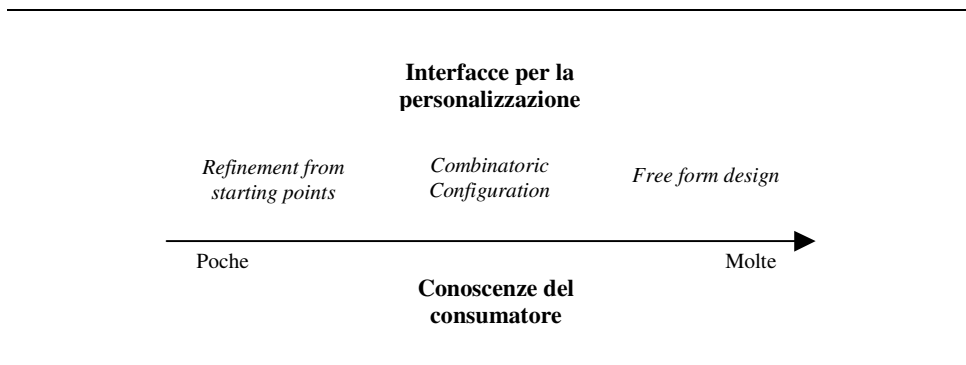 Interfacce per la
personalizzazione
Refinement from
starting points
Combinatoric
Configuration
Free form design
Poche
Molte
Conoscenze del
consumatore